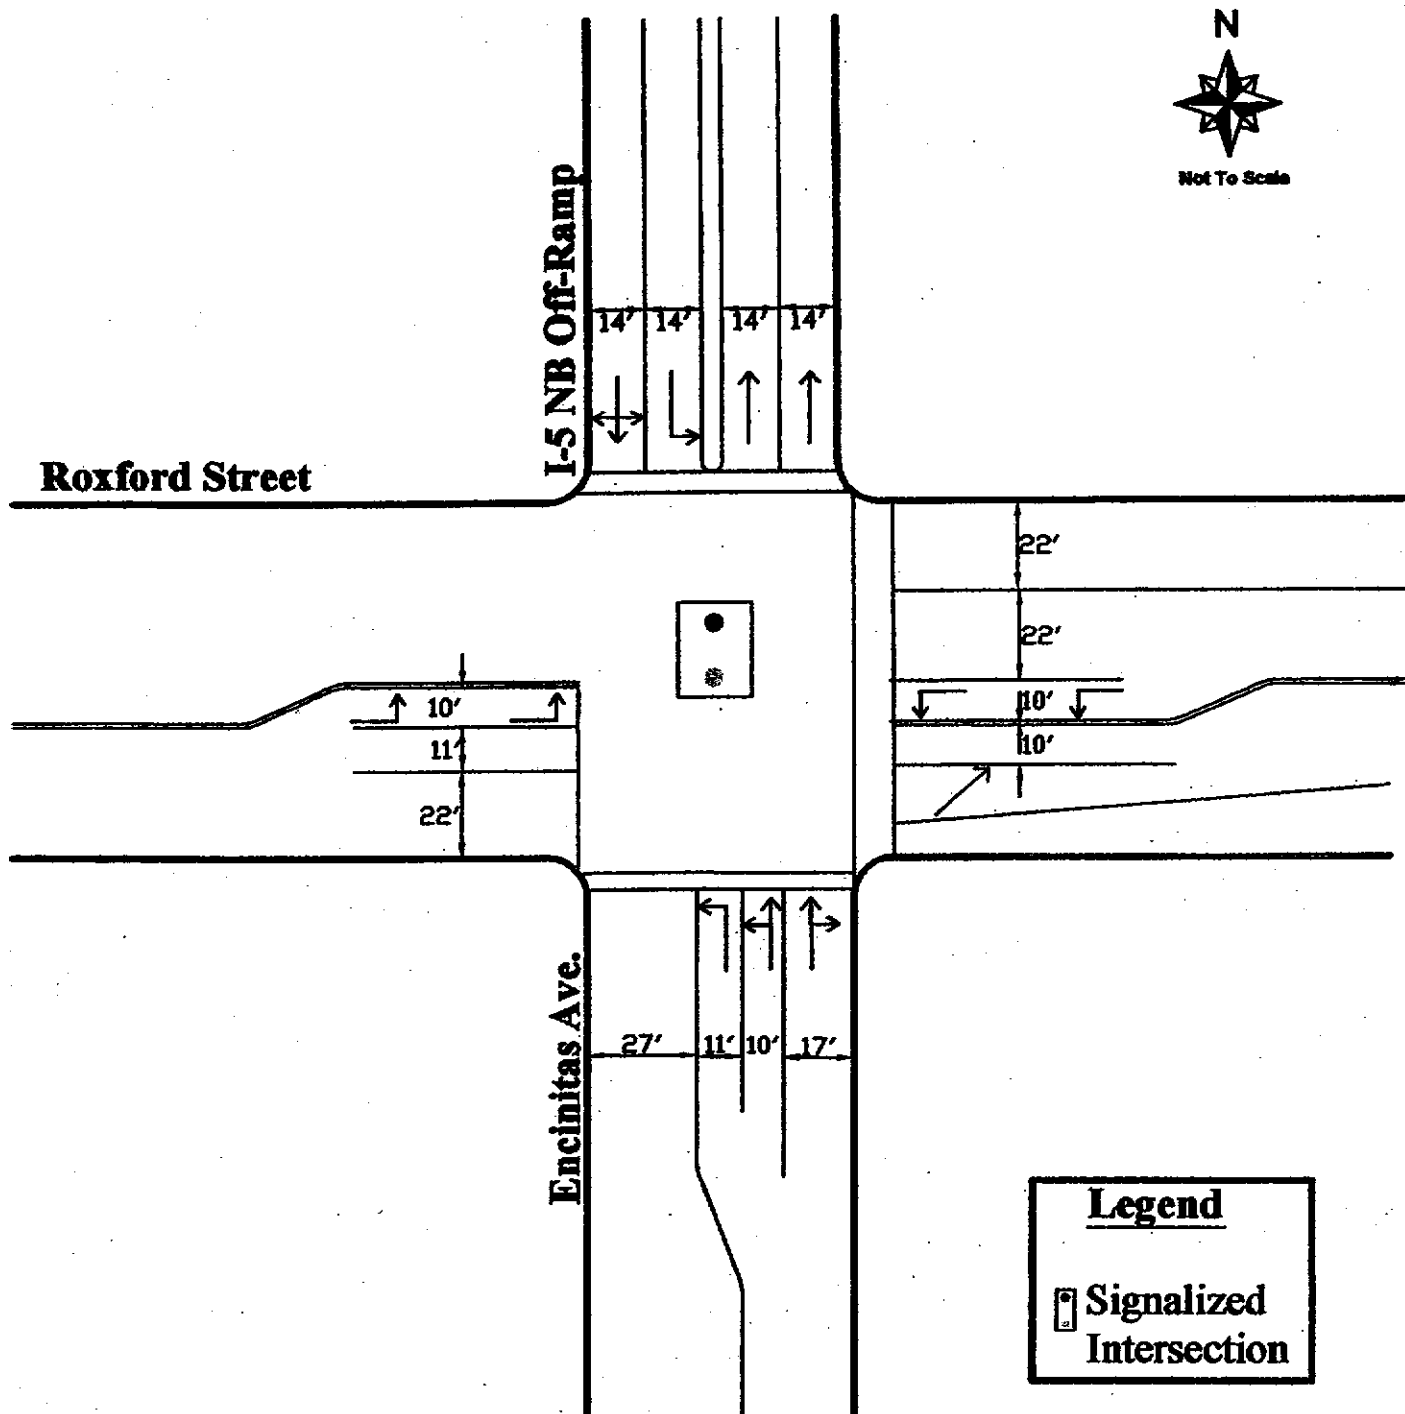 N
Not To Scale
I-5 NB Off-Ramp
14' 14' 14' 14'
Roxford Street
22'
22'
10'
11'
22'
10'
10'
Encinitas Ave.
27' 11' 10' 17'
Legend
Signalized
Intersection